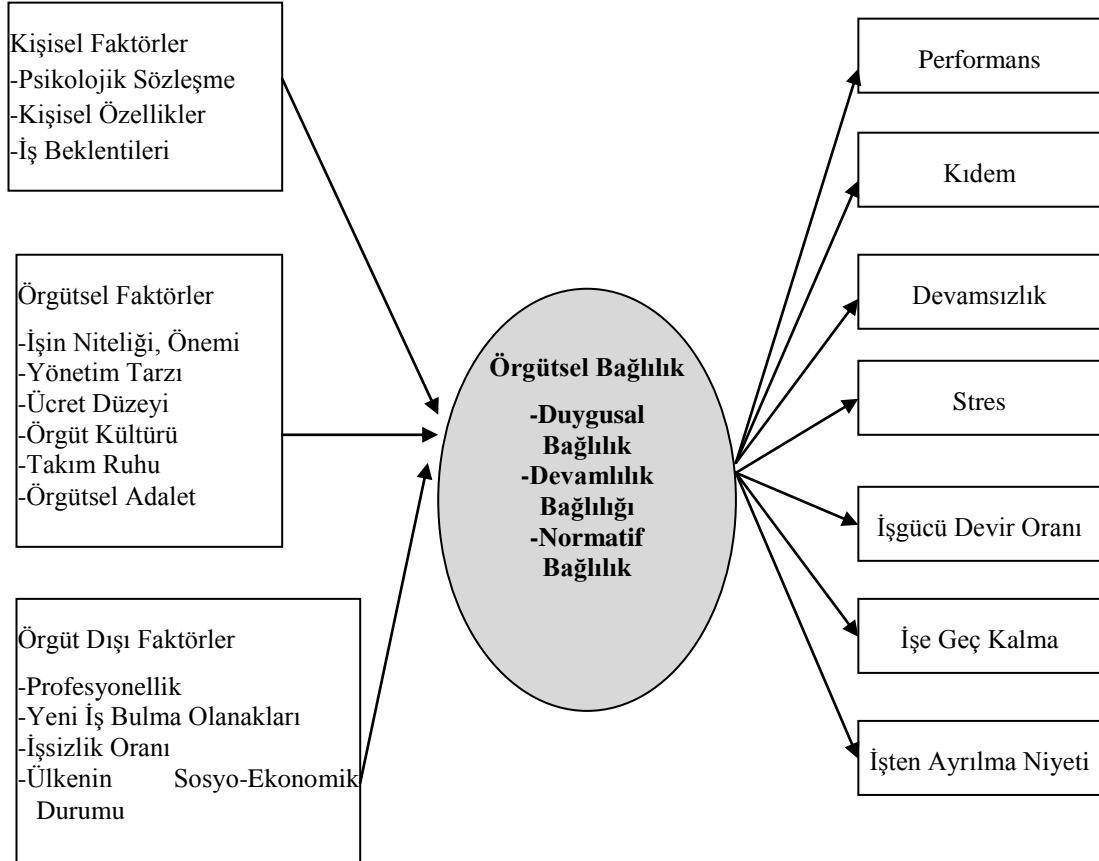 Kişisel Faktörler
-Psikolojik Sözleşme
-Kişisel Özellikler
-İş Beklentileri
Örgütsel Faktörler
-İşin Niteliği, Önemi
-Yönetim Tarzı
-Ücret Düzeyi
-Örgüt Kültürü
-Takım Ruhu
-Örgütsel Adalet
Örgüt Dışı Faktörler
-Profesyonellik
-Yeni İş Bulma Olanakları
-İşsizlik Oranı
-Ülkenin Sosyo-Ekonomik
Durumu
Örgütsel Bağlılık
-Duygusal
Bağlılık
-Devamlılık
Bağlılığı
-Normatif
Bağlılık
Performans
Kıdem
Devamsızlık
Stres
İşgücü Devir Oranı
İşe Geç Kalma
İşten Ayrılma Niyeti